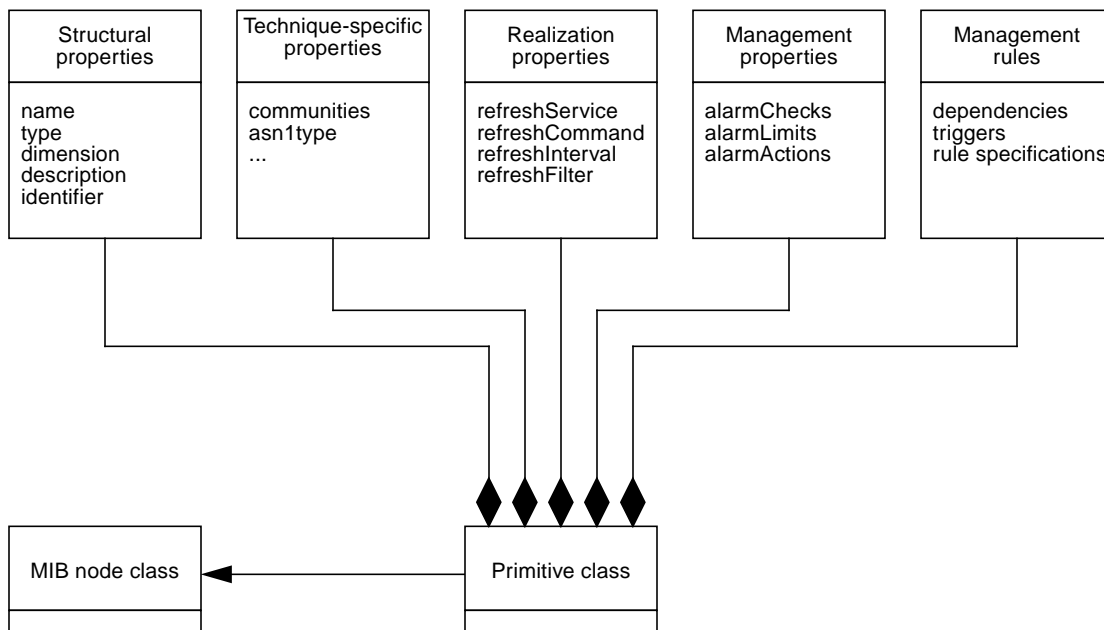 Structural
properties
name
type
dimension
description
identifier
Technique-specific
properties
communities
asn1type
...
Realization
properties
refreshService
refreshCommand
refreshInterval
refreshFilter
Management
properties
alarmChecks
alarmLimits
alarmActions
Management
rules
dependencies
triggers
rule specifications
MIB node class
Primitive class